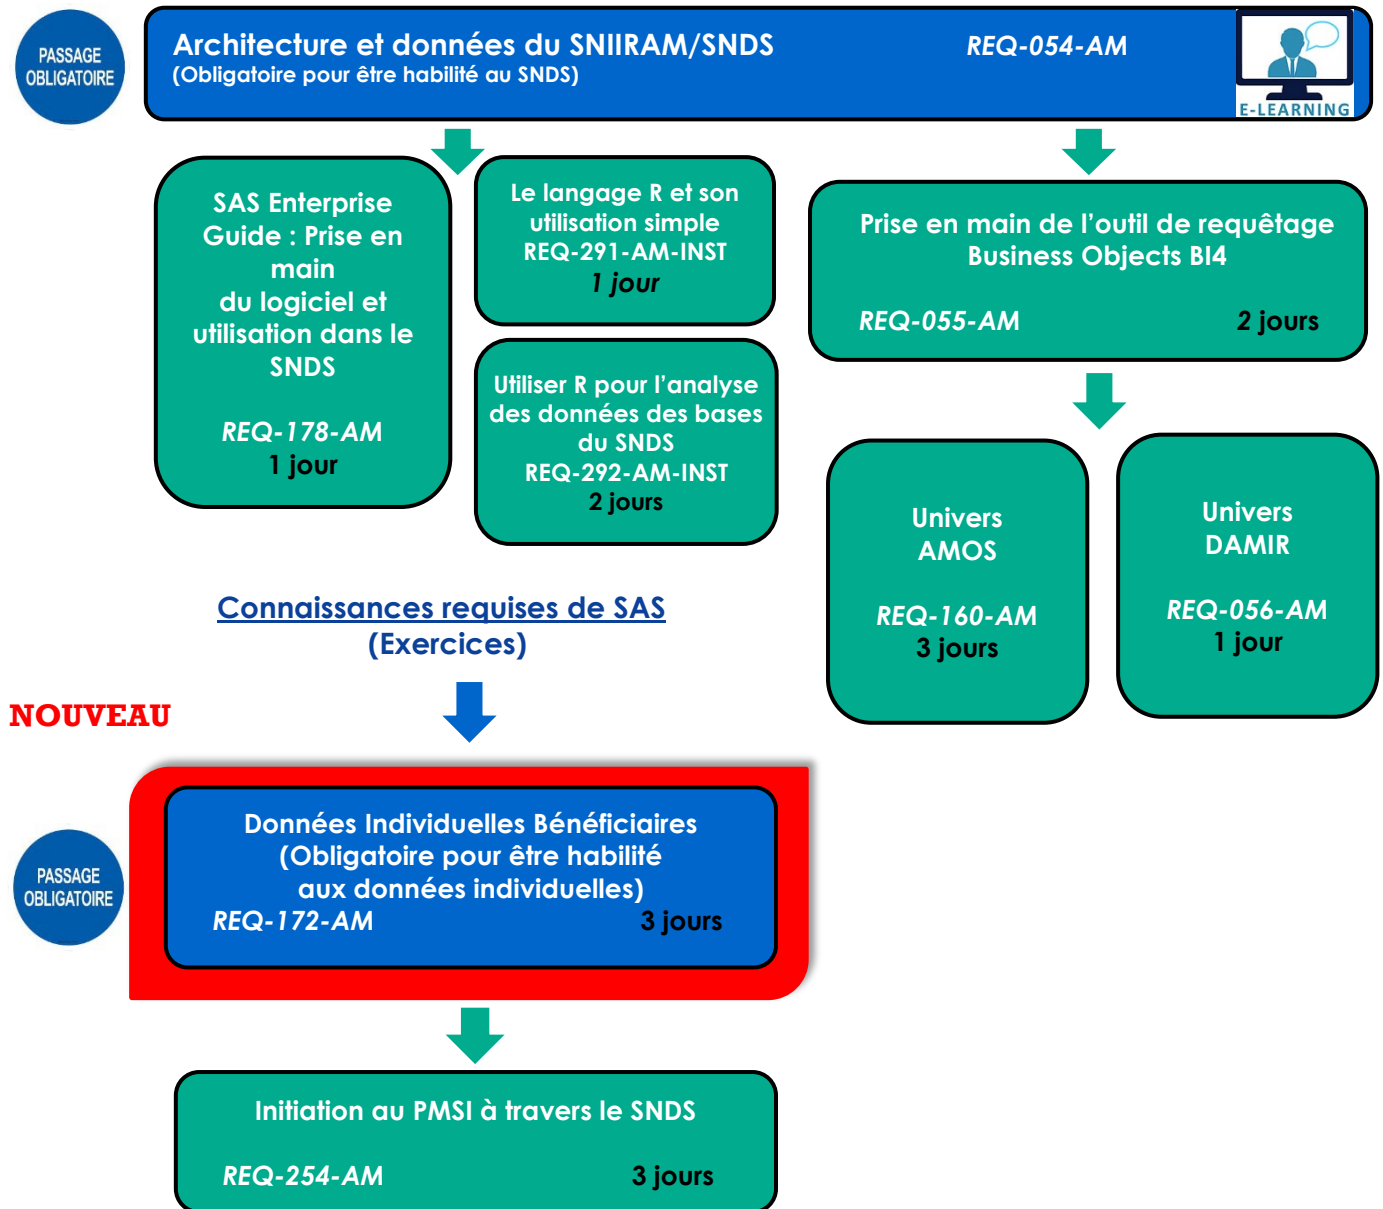 PASSAGE
OBLIGATOIRE
Architecture et données du SNIIRAM/SNDS
REQ-054-AM
(Obligatoire pour être habilité au SNDS)
E-LEARNING
SAS Enterprise
Guide : Prise en
main
du logiciel et
utilisation dans le
SNDS
REQ-178-AM
1 jour
Le langage R et son
utilisation simple
REQ-291-AM-INST
1 jour
Utiliser R pour l'analyse
des données des bases
du SNDS
REQ-292-AM-INST
2 jours
Prise en main de l'outil de requêtage
Business Objects BI4
REQ-055-AM 2 jours
Univers
AMOS
REQ-160-AM
3 jours
Univers
DAMIR
REQ-056-AM
1 jour
Connaissances requises de SAS
(Exercices)
NOUVEAU
PASSAGE
OBLIGATOIRE
Données Individuelles Bénéficiaires
(Obligatoire pour être habilité
aux données individuelles)
REQ-172-AM 3 jours
Initiation au PMSI à travers le SNDS
REQ-254-AM 3 jours